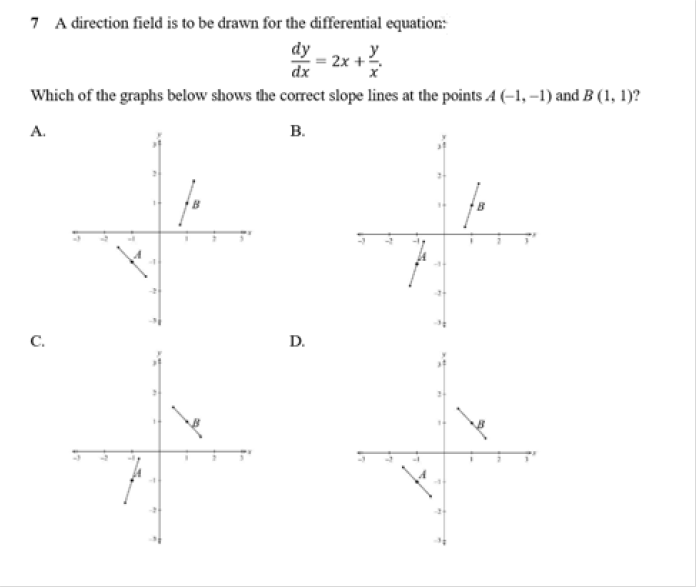 7 A direction field is to be drawn for the differential equation:
dy/dx = 2x + y/x.
Which of the graphs below shows the correct slope lines at the points A (−1, −1) and B (1, 1)?
A.
B.
y
3
2
1
B
-3 -2 -1 1 2 3 x
A
-1
-2
-3
y
3
2
1
B
-3 -2 -1 1 2 3 x
A
-1
-2
-3
C.
D.
y
3
2
1
B
-3 -2 -1 1 2 3 x
A
-1
-2
-3
y
3
2
1
B
-3 -2 -1 1 2 3 x
A
-1
-2
-3